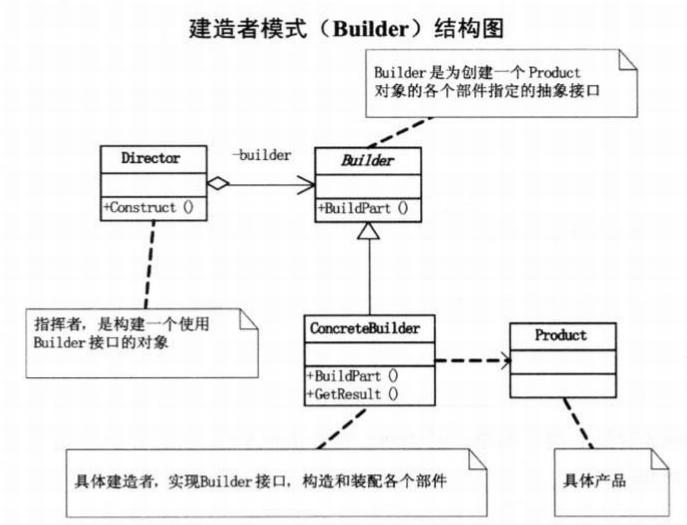 建造者模式（Builder）结构图
Builder是为创建一个Product
对象的各个部件指定的抽象接口
Director
-builder
Builder
+Construct ()
+BuildPart ()
指挥者，是构建一个使用
Builder接口的对象
ConcreteBuilder
Product
+BuildPart ()
+GetResult ()
具体建造者，实现Builder接口，构造和装配各个部件
具体产品